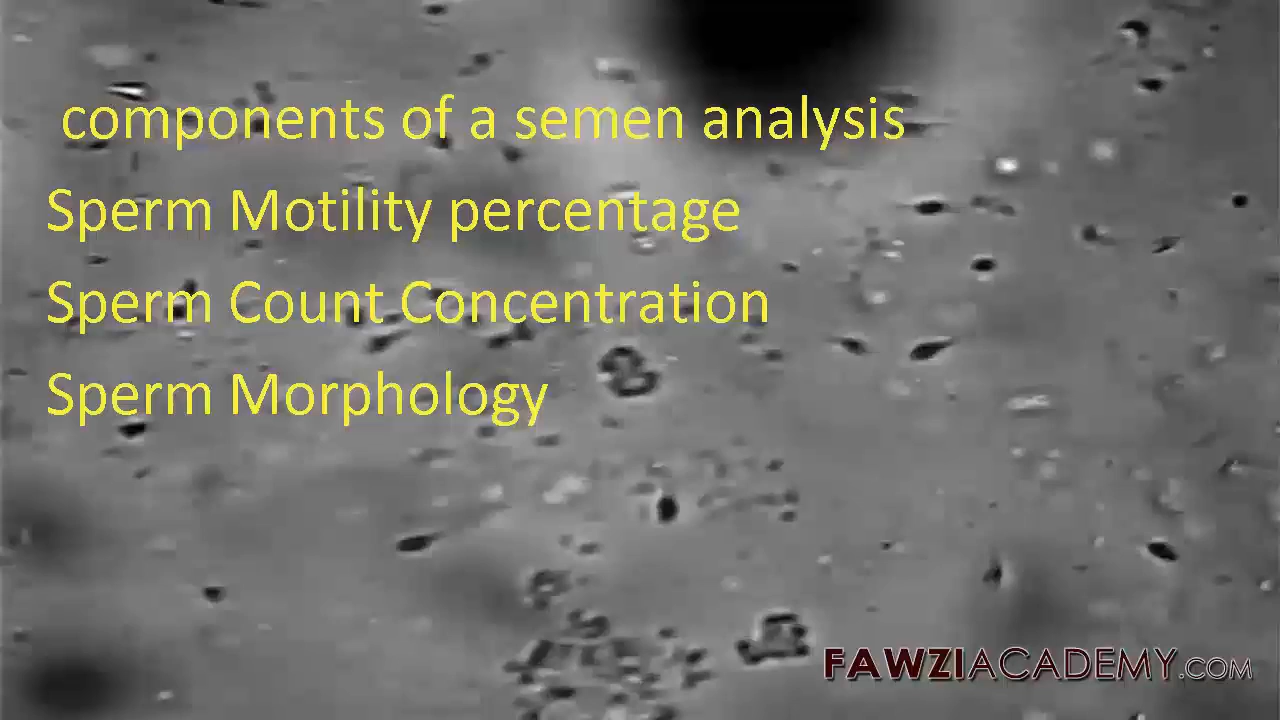 components of a semen analysis
Sperm Motility percentage
Sperm Count Concentration
Sperm Morphology
FAWZIACADEMY.COM